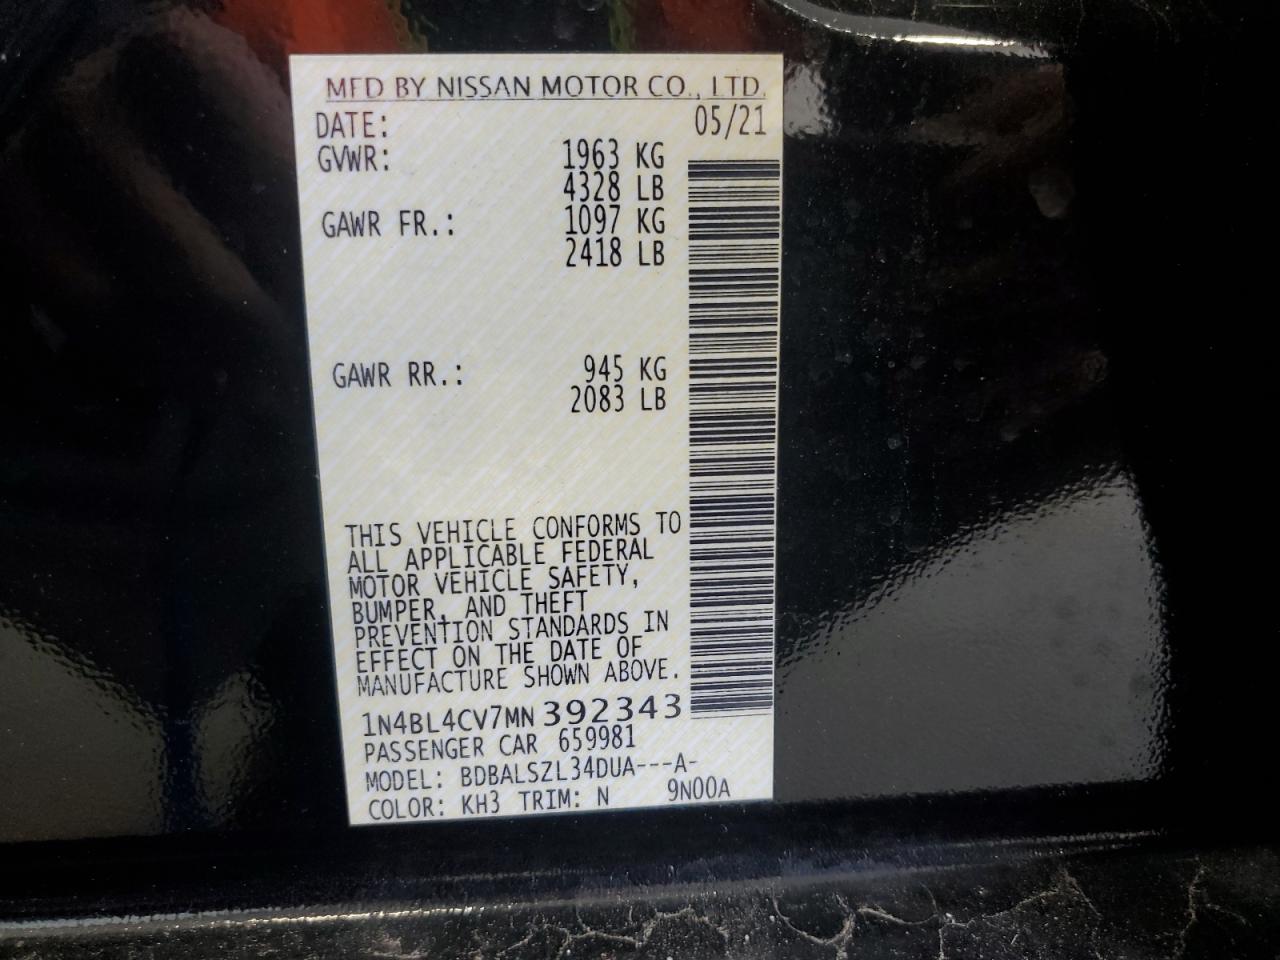 MFD BY NISSAN MOTOR CO., LTD.
DATE: 05/21
GVWR: 1963 KG
4328 LB
GAWR FR.: 1097 KG
2418 LB
GAWR RR.: 945 KG
2083 LB
THIS VEHICLE CONFORMS TO
ALL APPLICABLE FEDERAL
MOTOR VEHICLE SAFETY,
BUMPER, AND THEFT
PREVENTION STANDARDS IN
EFFECT ON THE DATE OF
MANUFACTURE SHOWN ABOVE.
1N4BL4CV7MN392343
PASSENGER CAR 659981
MODEL: BDBALSZL34DUA---A-
COLOR: KH3 TRIM: N 9N00A